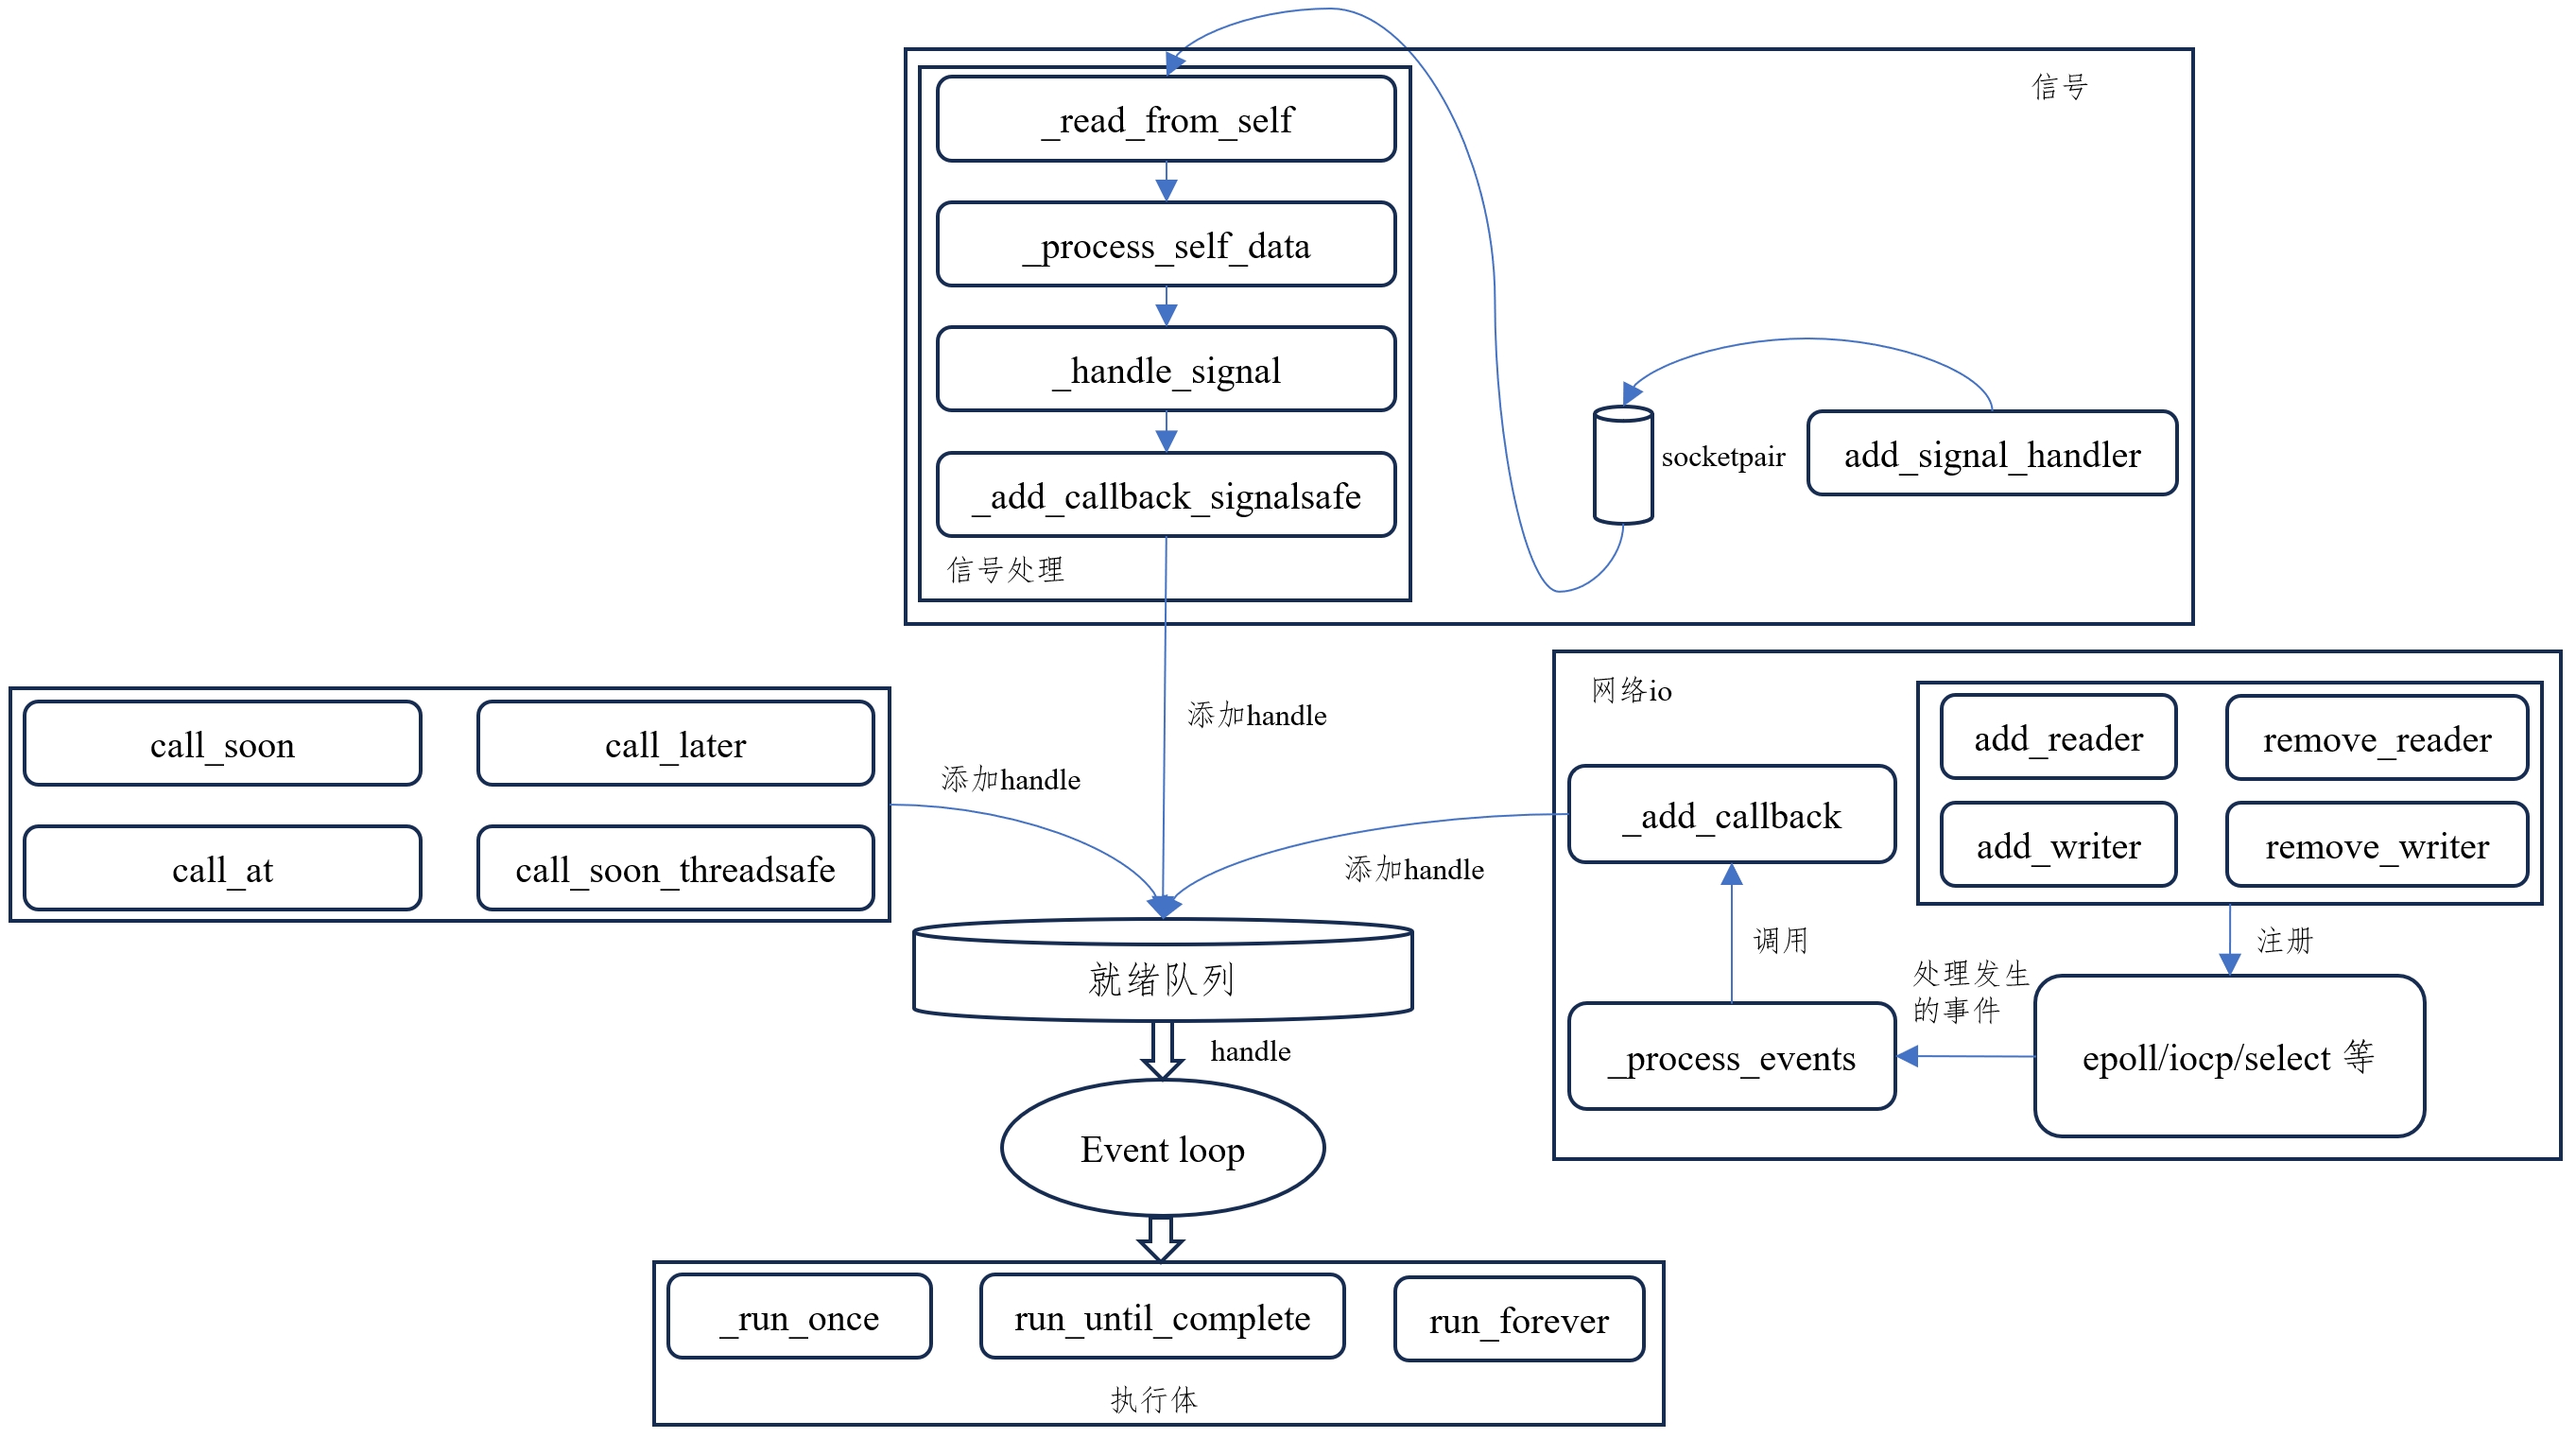 信号
_read_from_self
_process_self_data
_handle_signal
_add_callback_signalsafe
信号处理
socketpair
add_signal_handler
call_soon
call_later
call_at
call_soon_threadsafe
添加handle
添加handle
添加handle
网络io
add_reader
remove_reader
add_writer
remove_writer
_add_callback
调用
注册
处理发生
的事件
_process_events
epoll/iocp/select 等
就绪队列
handle
Event loop
_run_once
run_until_complete
run_forever
执行体